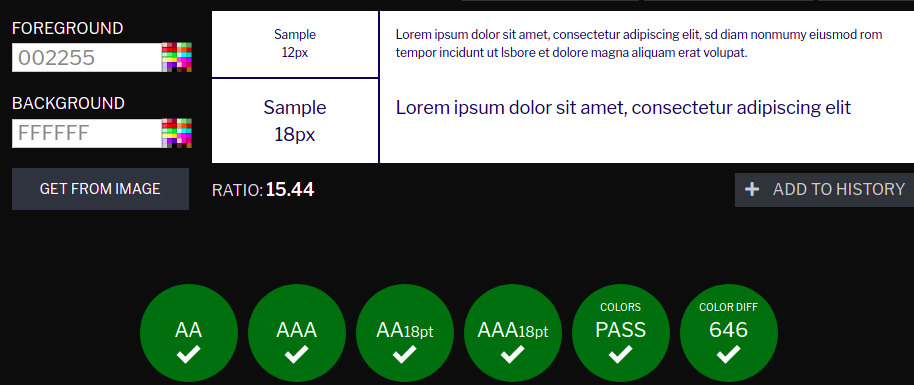 FOREGROUND
002255
BACKGROUND
FFFFFF
GET FROM IMAGE
Sample
12px
Lorem ipsum dolor sit amet, consectetur adipiscing elit, sd diam nonmumy eiusmod rom
tempor incidunt ut lsbore et dolore magna aliquam erat volupat.
Sample
18px
Lorem ipsum dolor sit amet, consectetur adipiscing elit
RATIO: 15.44
+ ADD TO HISTORY
AA
AAA
AA18pt
AAA18pt
COLORS
PASS
COLOR DIFF
646